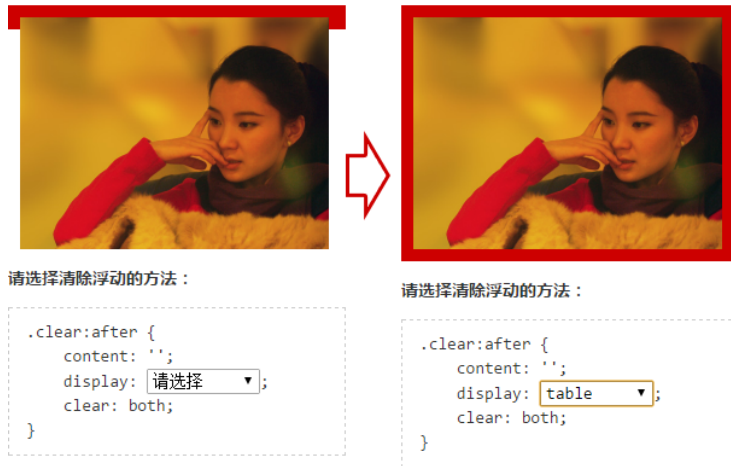 请选择清除浮动的方法：
.clear:after {
content: '';
display: 请选择 ;
clear: both;
}
请选择清除浮动的方法：
.clear:after {
content: '';
display: table ;
clear: both;
}